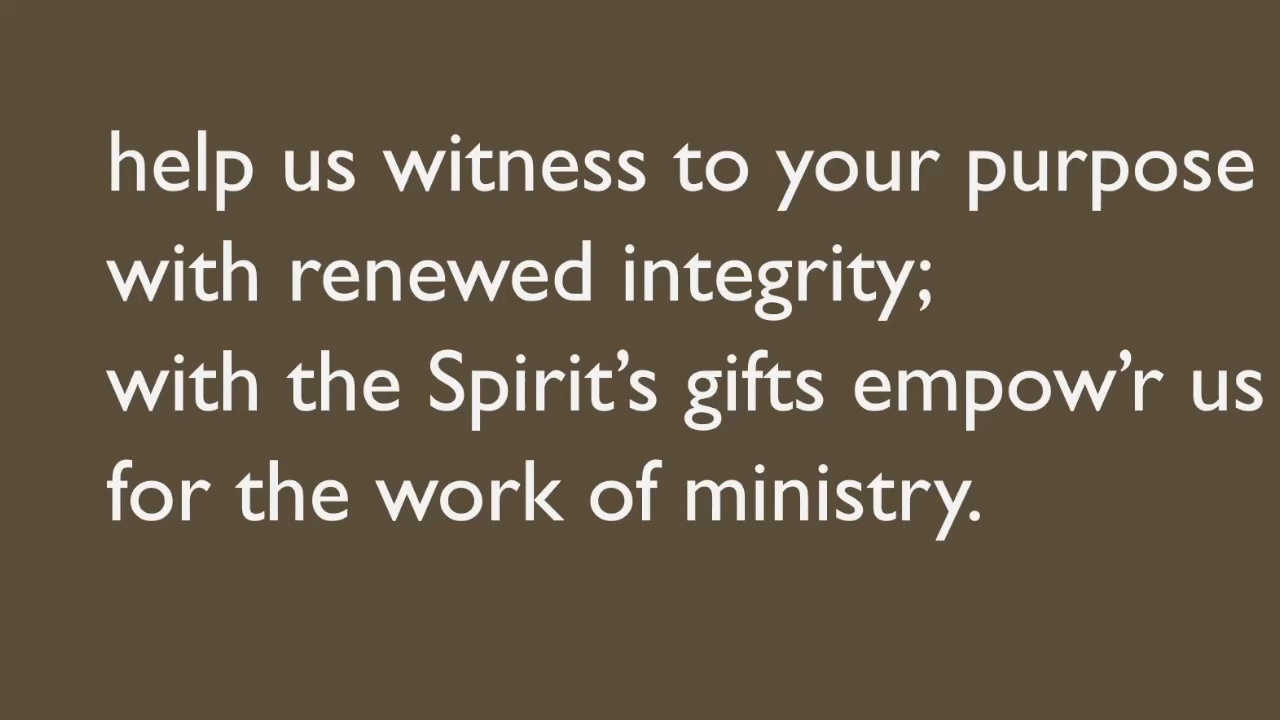 help us witness to your purpose
with renewed integrity;
with the Spirit’s gifts empow’r us
for the work of ministry.